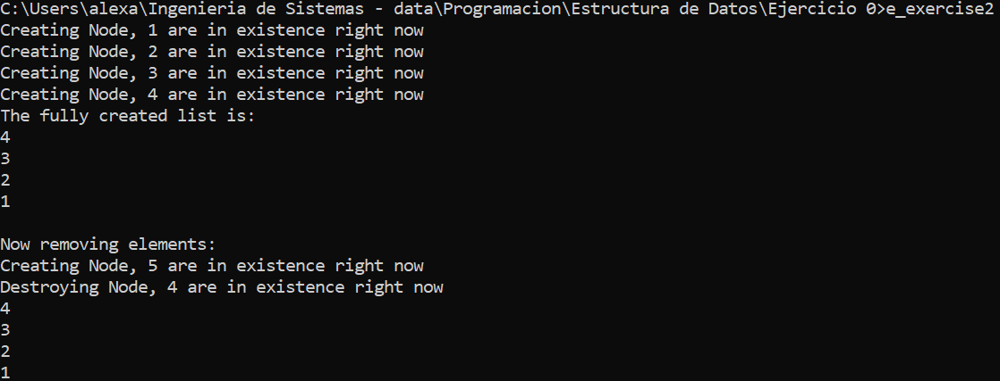 C:\Users\alexa\Ingenieria de Sistemas - data\Programacion\Estructura de Datos\Ejercicio 0>e_exercise2
Creating Node, 1 are in existence right now
Creating Node, 2 are in existence right now
Creating Node, 3 are in existence right now
Creating Node, 4 are in existence right now
The fully created list is:
4
3
2
1
Now removing elements:
Creating Node, 5 are in existence right now
Destroying Node, 4 are in existence right now
4
3
2
1